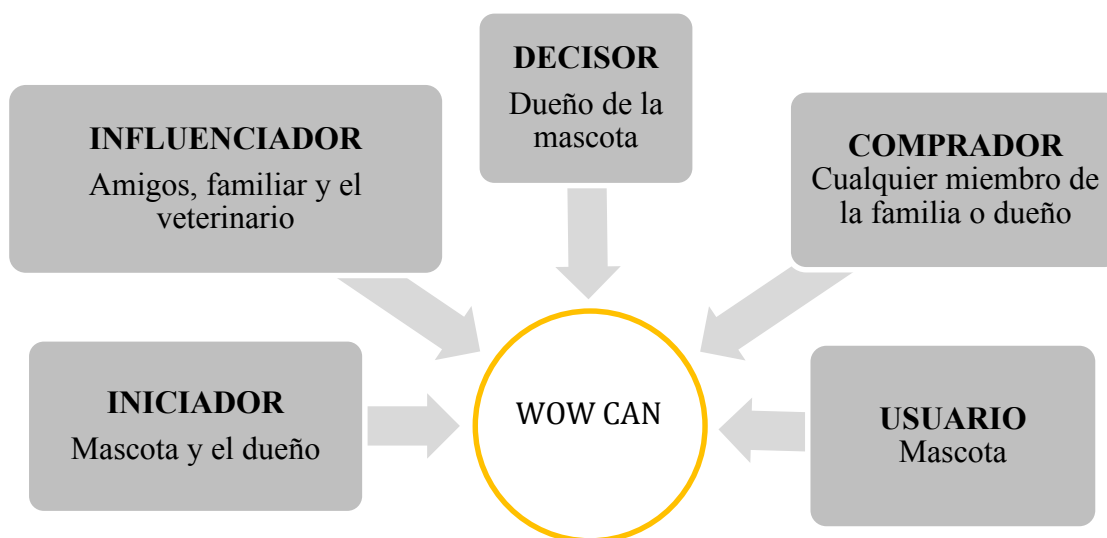 DECISOR
Dueño de la
mascota
INFLUENCIADOR
Amigos, familiar y el
veterinario
COMPRADOR
Cualquier miembro de
la familia o dueño
INICIADOR
Mascota y el dueño
WOW CAN
USUARIO
Mascota